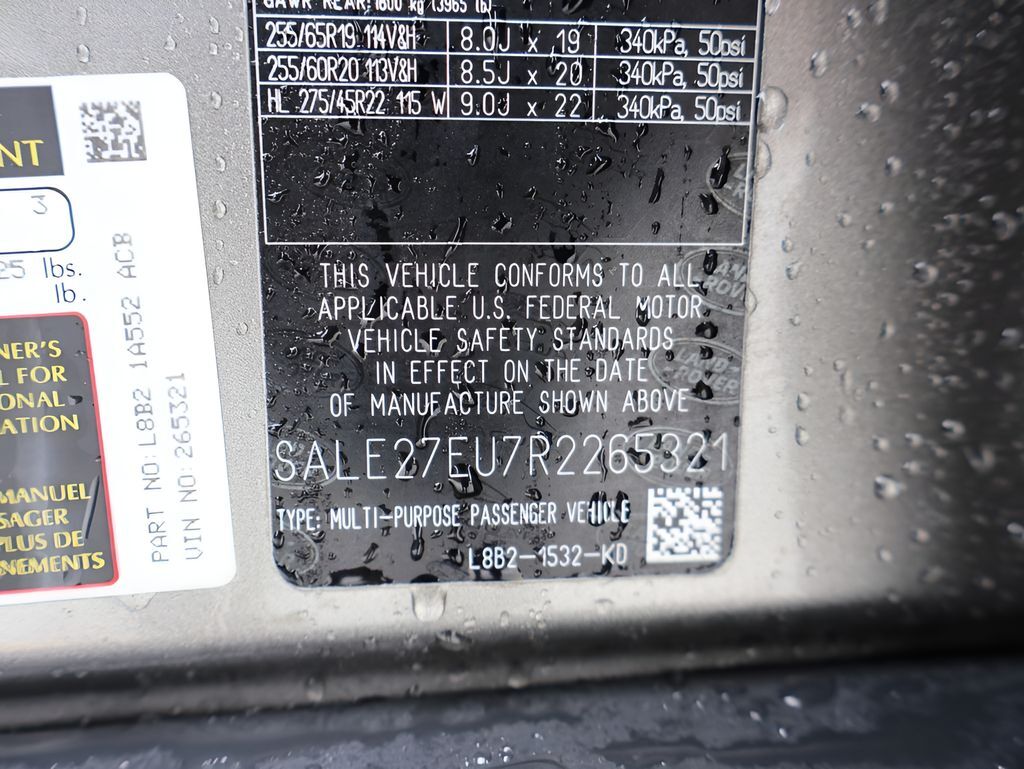 GAWR REAR: 1800 kg (3965 lb)
255/65R19 114V&H 8.0J x 19 340kPa, 50psi
255/60R20 113V&H 8.5J x 20 340kPa, 50psi
HL 275/45R22 115 W 9.0J x 22 340kPa, 50psi
THIS VEHICLE CONFORMS TO ALL
APPLICABLE U.S. FEDERAL MOTOR
VEHICLE SAFETY STANDARDS
IN EFFECT ON THE DATE
OF MANUFACTURE SHOWN ABOVE
SALE27EU7R2265321
TYPE: MULTI-PURPOSE PASSENGER VEHICLE
L8B2-1532-KD
NT
3
25 lbs.
lb.
NER'S
L FOR
ONAL
ATION
MANUEL
SAGER
PLUS DE
NEMENTS
PART NO:L8B2 1A552 ACB
VIN NO:265321
LAND-
ROVER